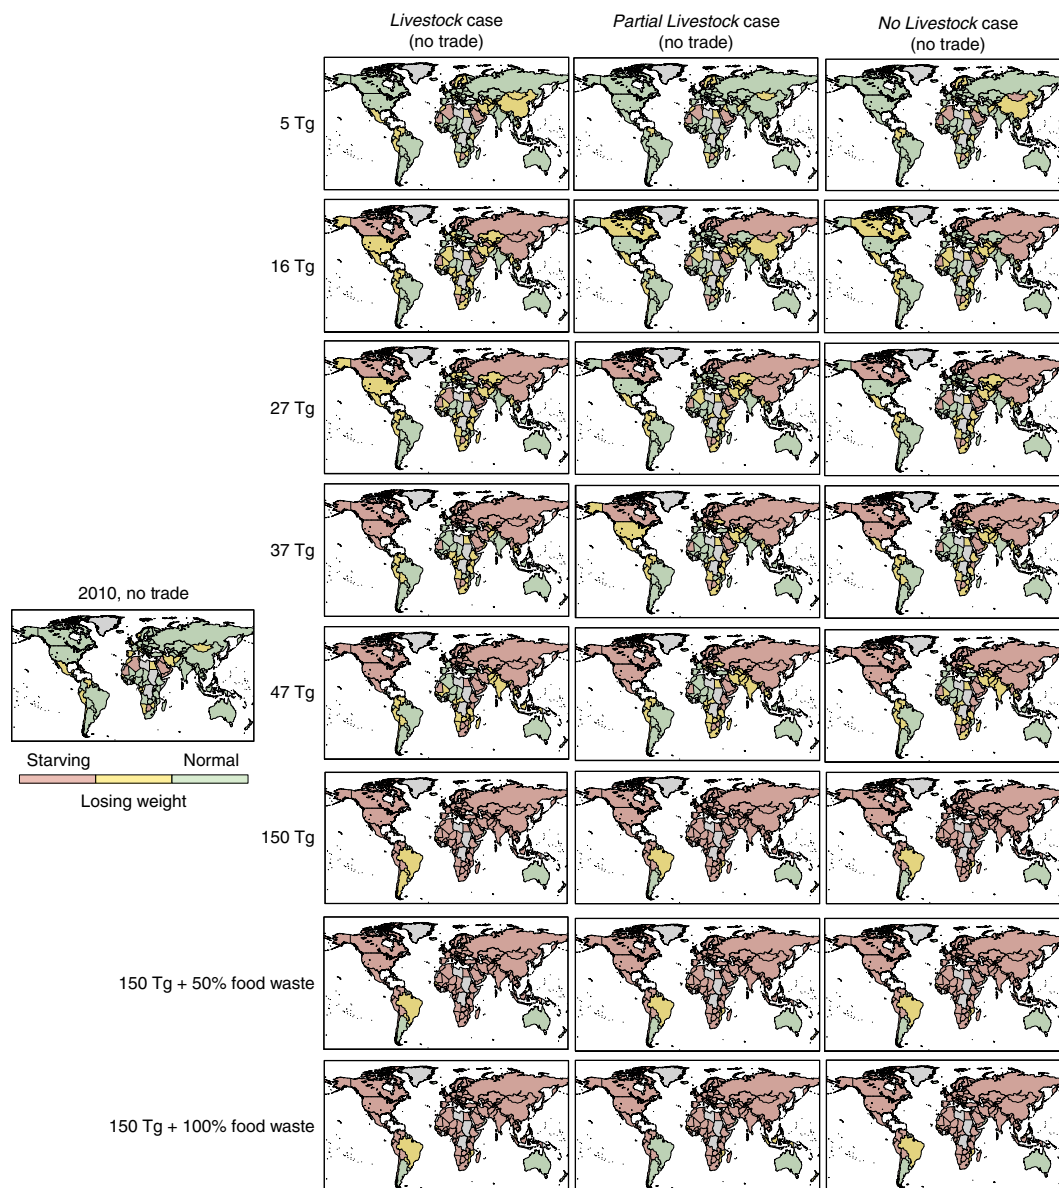 Livestock case
(no trade)
Partial Livestock case
(no trade)
No Livestock case
(no trade)
5 Tg
16 Tg
27 Tg
37 Tg
2010, no trade
47 Tg
Starving
Normal
Losing weight
150 Tg
150 Tg + 50% food waste
150 Tg + 100% food waste